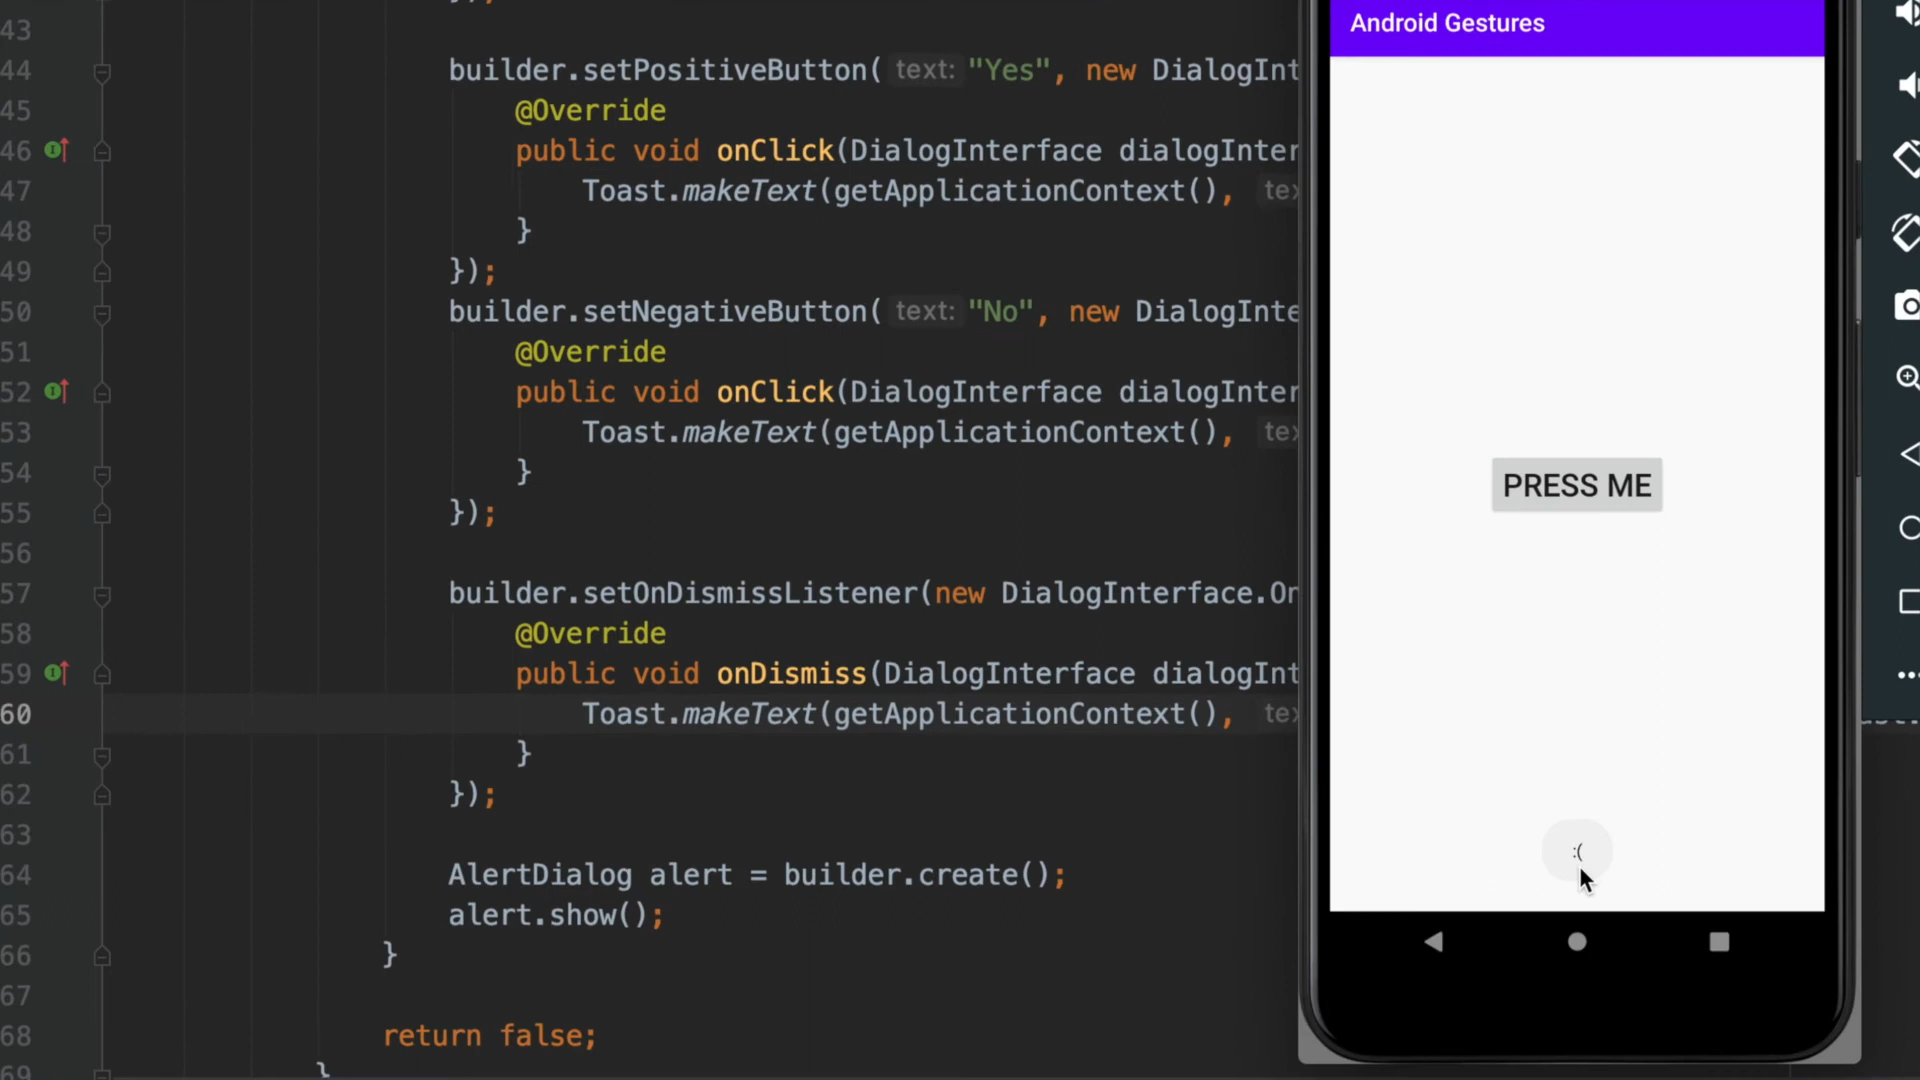 });
43
44 builder.setPositiveButton( text: "Yes", new DialogInt
45 @Override
46 public void onClick(DialogInterface dialogInter
47 Toast.makeText(getApplicationContext(), tex
48 }
49 });
50 builder.setNegativeButton( text: "No", new DialogInte
51 @Override
52 public void onClick(DialogInterface dialogInter
53 Toast.makeText(getApplicationContext(), tex
54 }
55 });
56
57 builder.setOnDismissListener(new DialogInterface.On
58 @Override
59 public void onDismiss(DialogInterface dialogInt
60 Toast.makeText(getApplicationContext(), tex
61 }
62 });
63
64 AlertDialog alert = builder.create();
65 alert.show();
66 }
67
68 return false;
69 }
Android Gestures
PRESS ME
:(